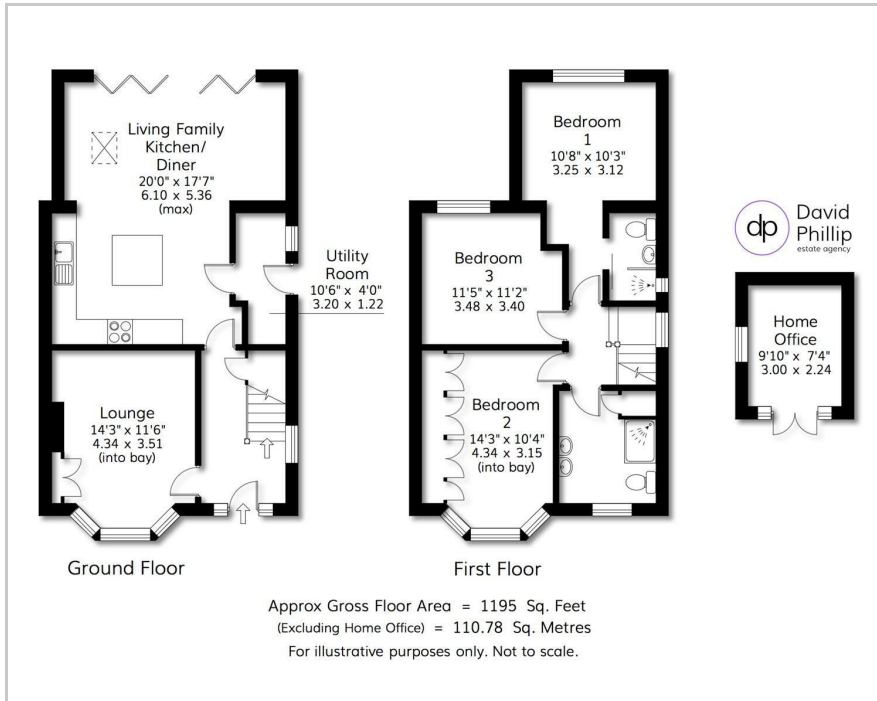 Living Family
Kitchen/
Diner
20'0" x 17'7"
6.10 x 5.36
(max)
Utility
Room
10'6" x 4'0"
3.20 x 1.22
Lounge
14'3" x 11'6"
4.34 x 3.51
(into bay)
Ground Floor
Bedroom
1
10'8" x 10'3"
3.25 x 3.12
Bedroom
3
11'5" x 11'2"
3.48 x 3.40
Bedroom
2
14'3" x 10'4"
4.34 x 3.15
(into bay)
First Floor
dp
David
Phillip
estate agency
Home
Office
9'10" x 7'4"
3.00 x 2.24
Approx Gross Floor Area = 1195 Sq. Feet
(Excluding Home Office) = 110.78 Sq. Metres
For illustrative purposes only. Not to scale.